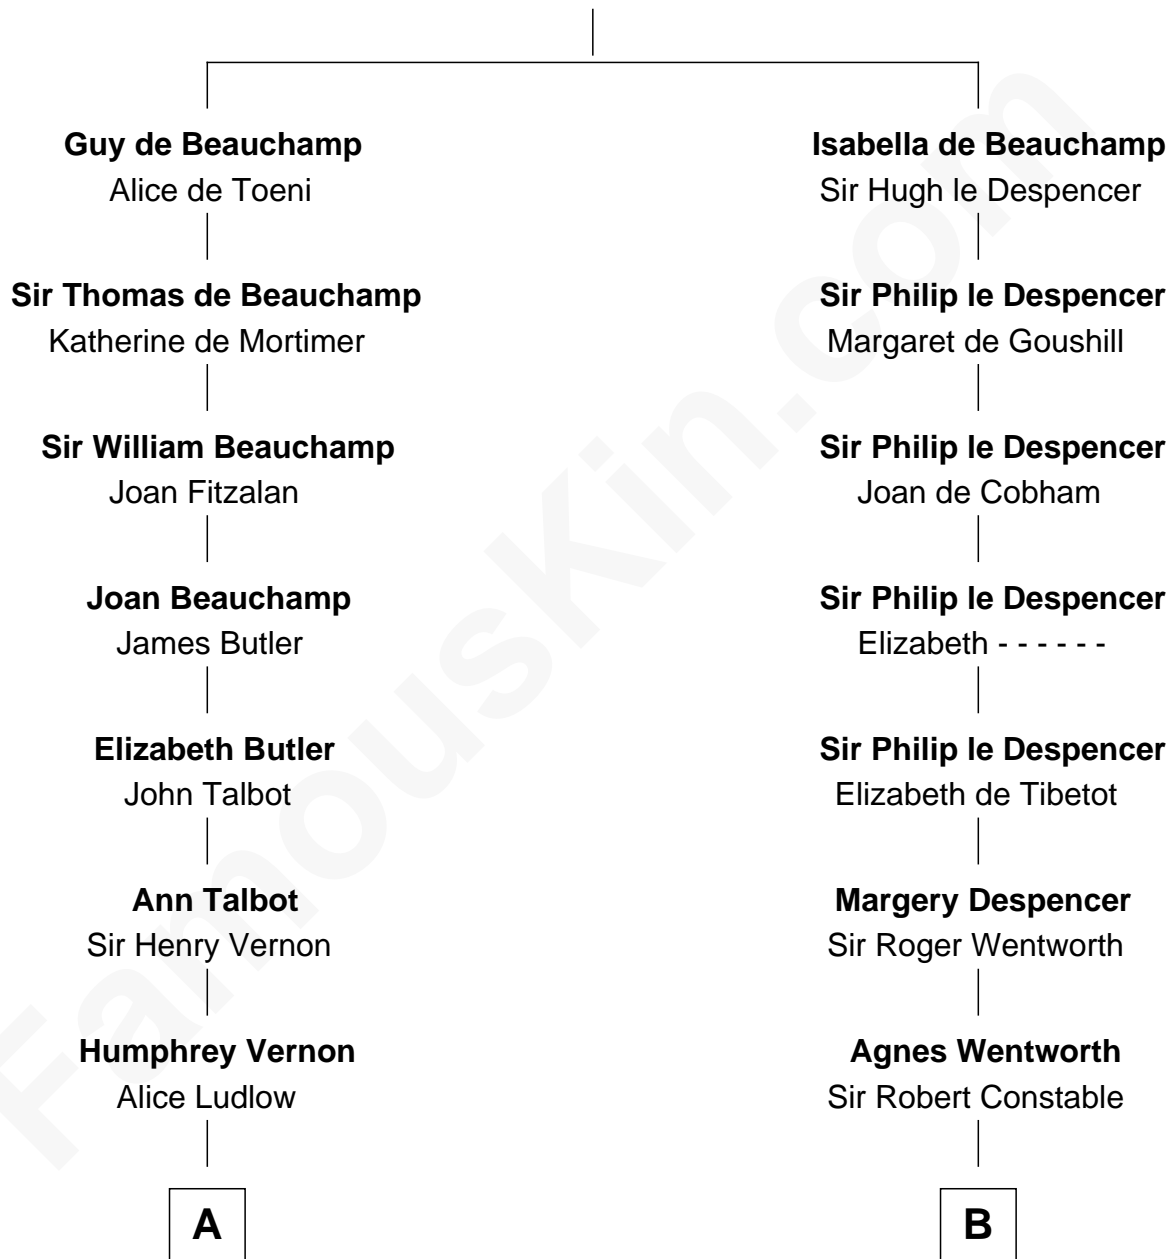 Guy de Beauchamp
Alice de Toeni
Isabella de Beauchamp
Sir Hugh le Despencer
Sir Thomas de Beauchamp
Katherine de Mortimer
Sir Philip le Despencer
Margaret de Goushill
Sir William Beauchamp
Joan Fitzalan
Sir Philip le Despencer
Joan de Cobham
Joan Beauchamp
James Butler
Sir Philip le Despencer
Elizabeth - - - - - -
Elizabeth Butler
John Talbot
Sir Philip le Despencer
Elizabeth de Tibetot
Ann Talbot
Sir Henry Vernon
Margery Despencer
Sir Roger Wentworth
Humphrey Vernon
Alice Ludlow
Agnes Wentworth
Sir Robert Constable
A
B
FamousKin.com